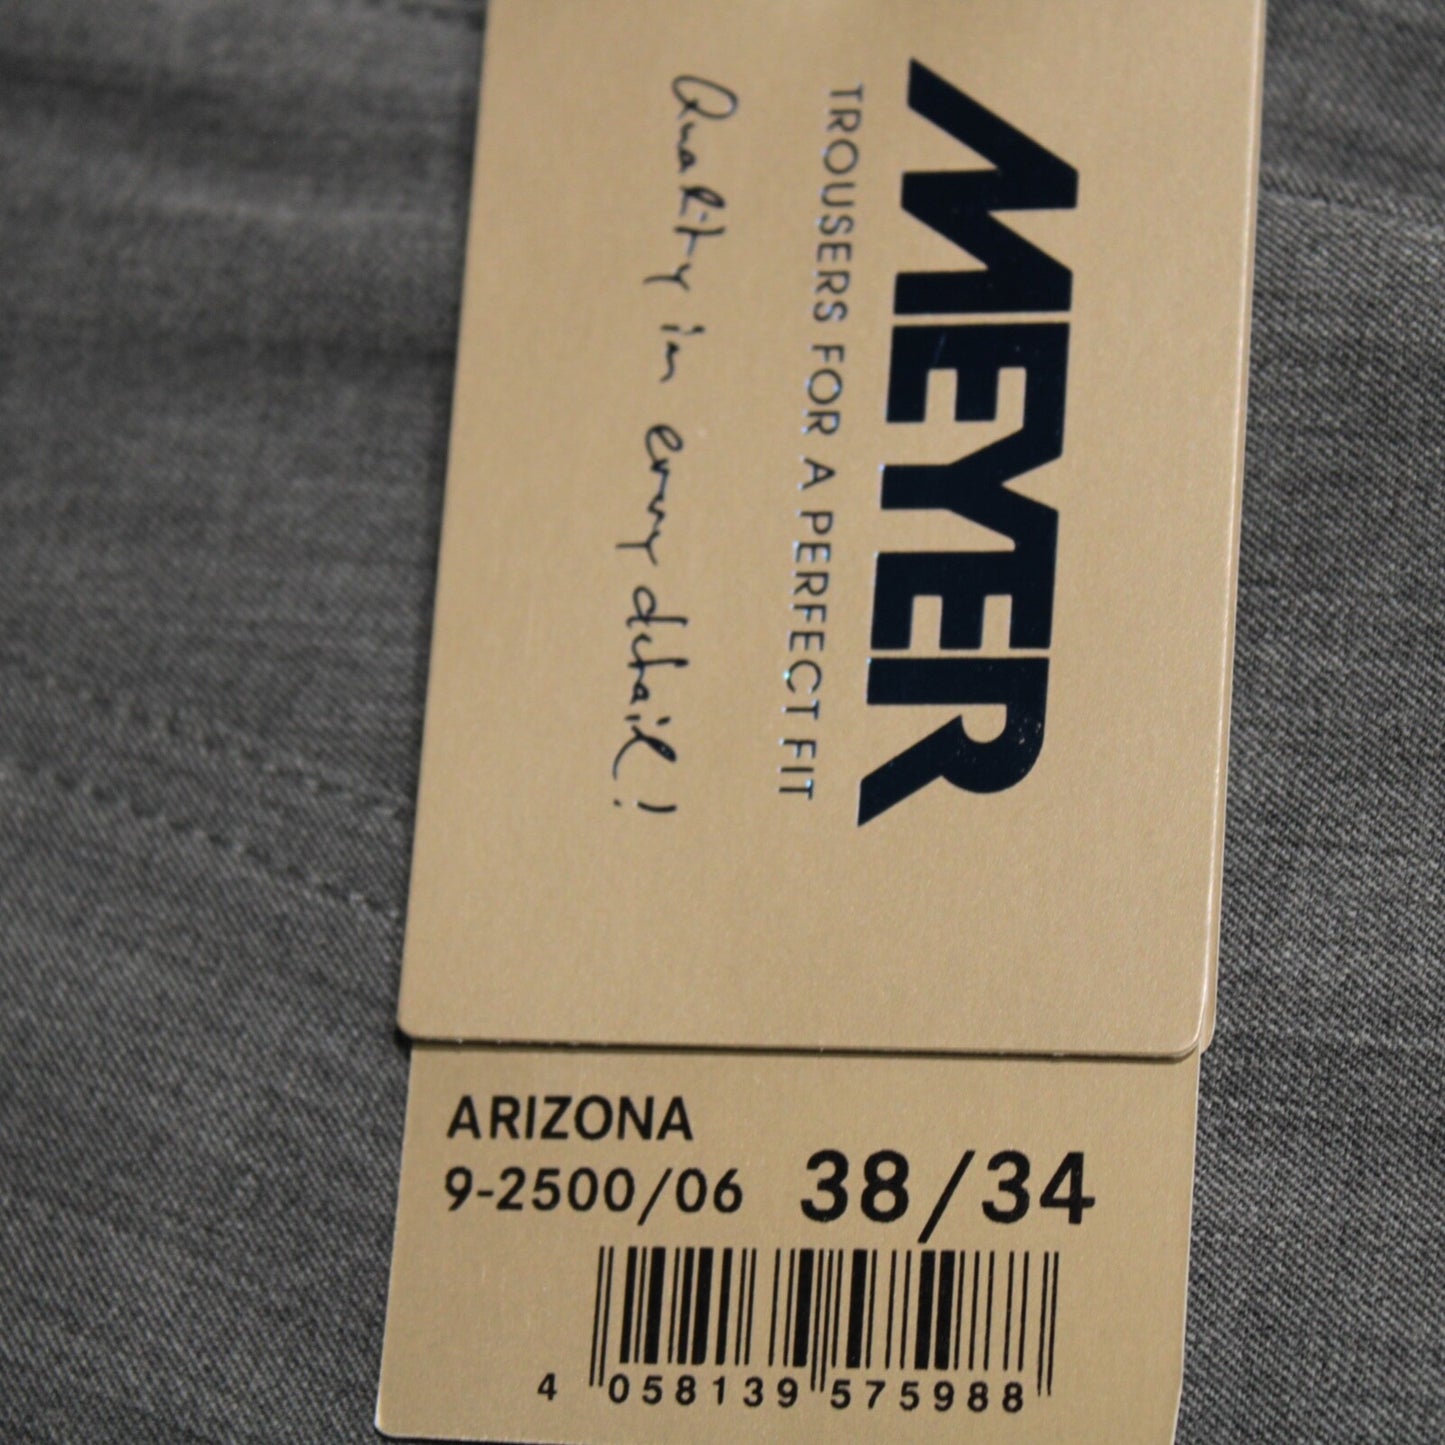 MEYER
TROUSERS FOR A PERFECT FIT
Quality in every detail!
ARIZONA
9-2500/06 38/34
4 058139 575988